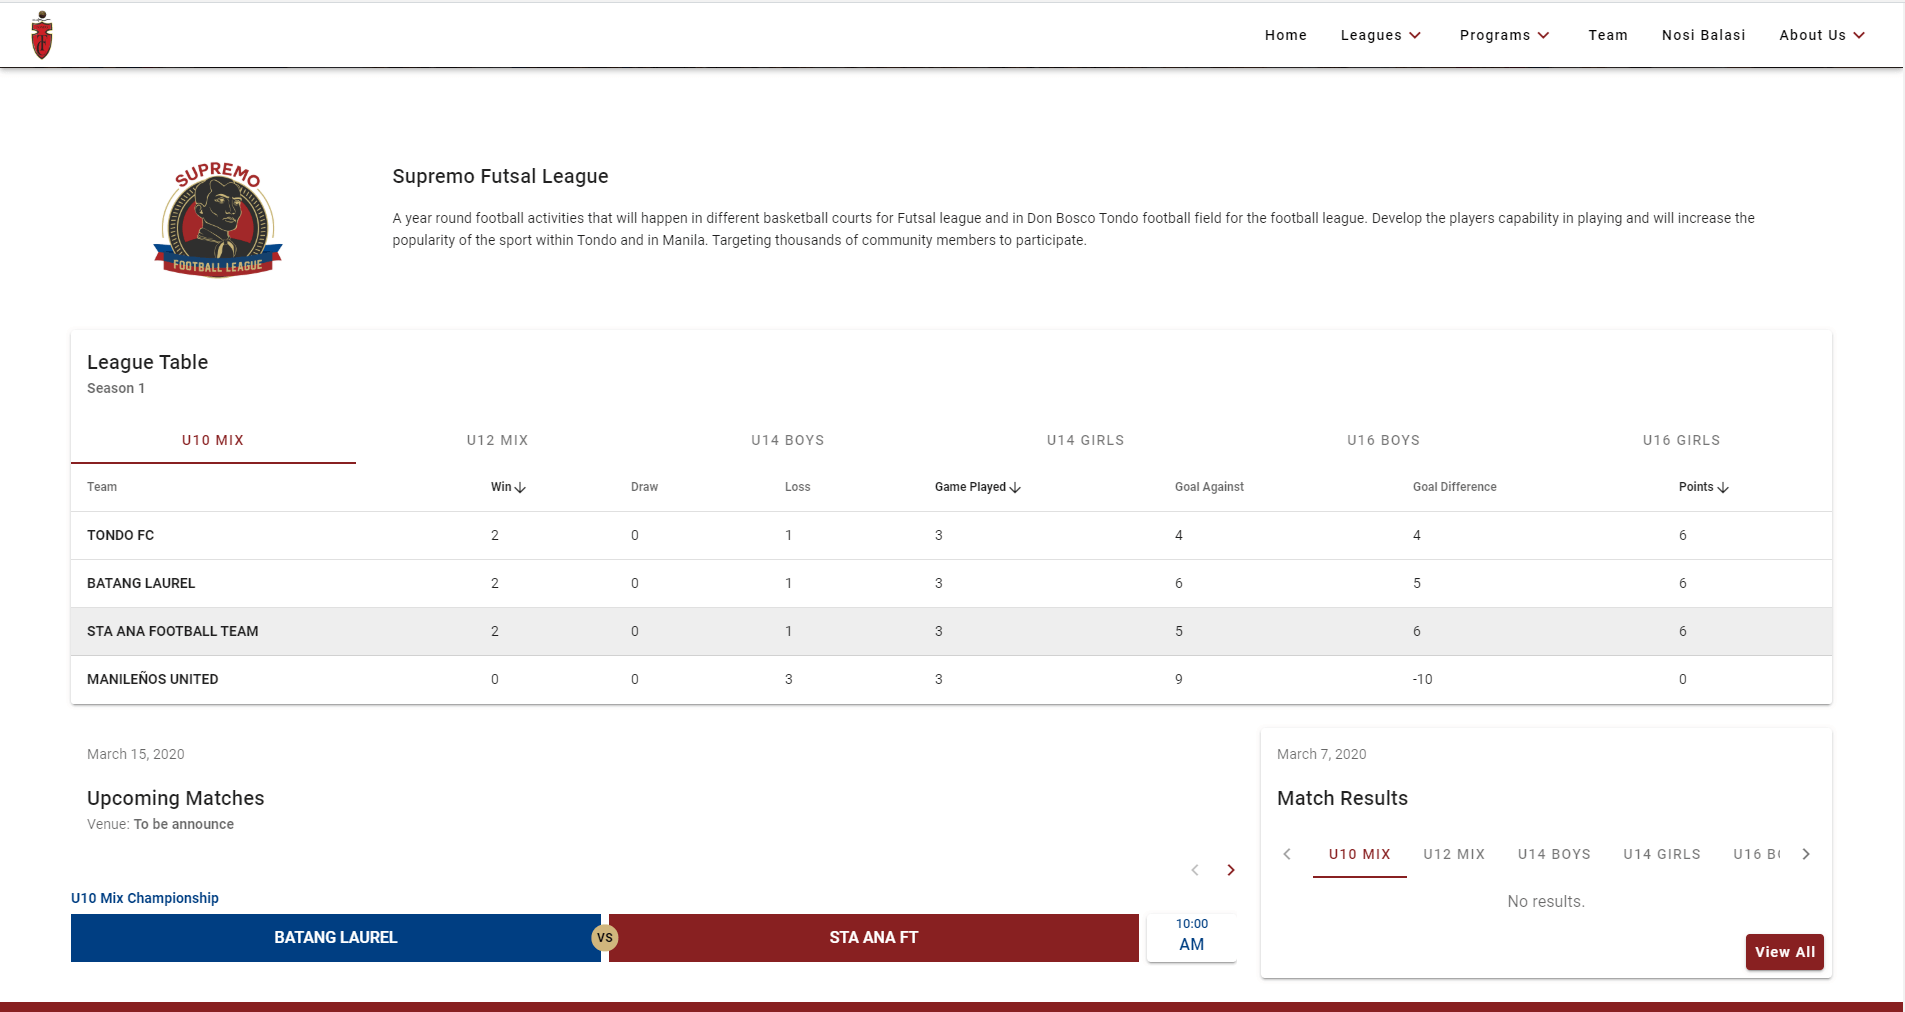 Home Leagues Programs Team Nosi Balasi About Us
SUPREMO
FOOTBALL LEAGUE
Supremo Futsal League
A year round football activities that will happen in different basketball courts for Futsal league and in Don Bosco Tondo football field for the football league. Develop the players capability in playing and will increase the
popularity of the sport within Tondo and in Manila. Targeting thousands of community members to participate.
League Table
Season 1
U10 MIX U12 MIX U14 BOYS U14 GIRLS U16 BOYS U16 GIRLS
Team Win Draw Loss Game Played Goal Against Goal Difference Points
TONDO FC 2 0 1 3 4 4 6
BATANG LAUREL 2 0 1 3 6 5 6
STA ANA FOOTBALL TEAM 2 0 1 3 5 6 6
MANILEÑOS UNITED 0 0 3 3 9 -10 0
March 15, 2020
Upcoming Matches
Venue: To be announce
U10 Mix Championship
BATANG LAUREL VS STA ANA FT
10:00
AM
March 7, 2020
Match Results
U10 MIX U12 MIX U14 BOYS U14 GIRLS U16 B
No results.
View All